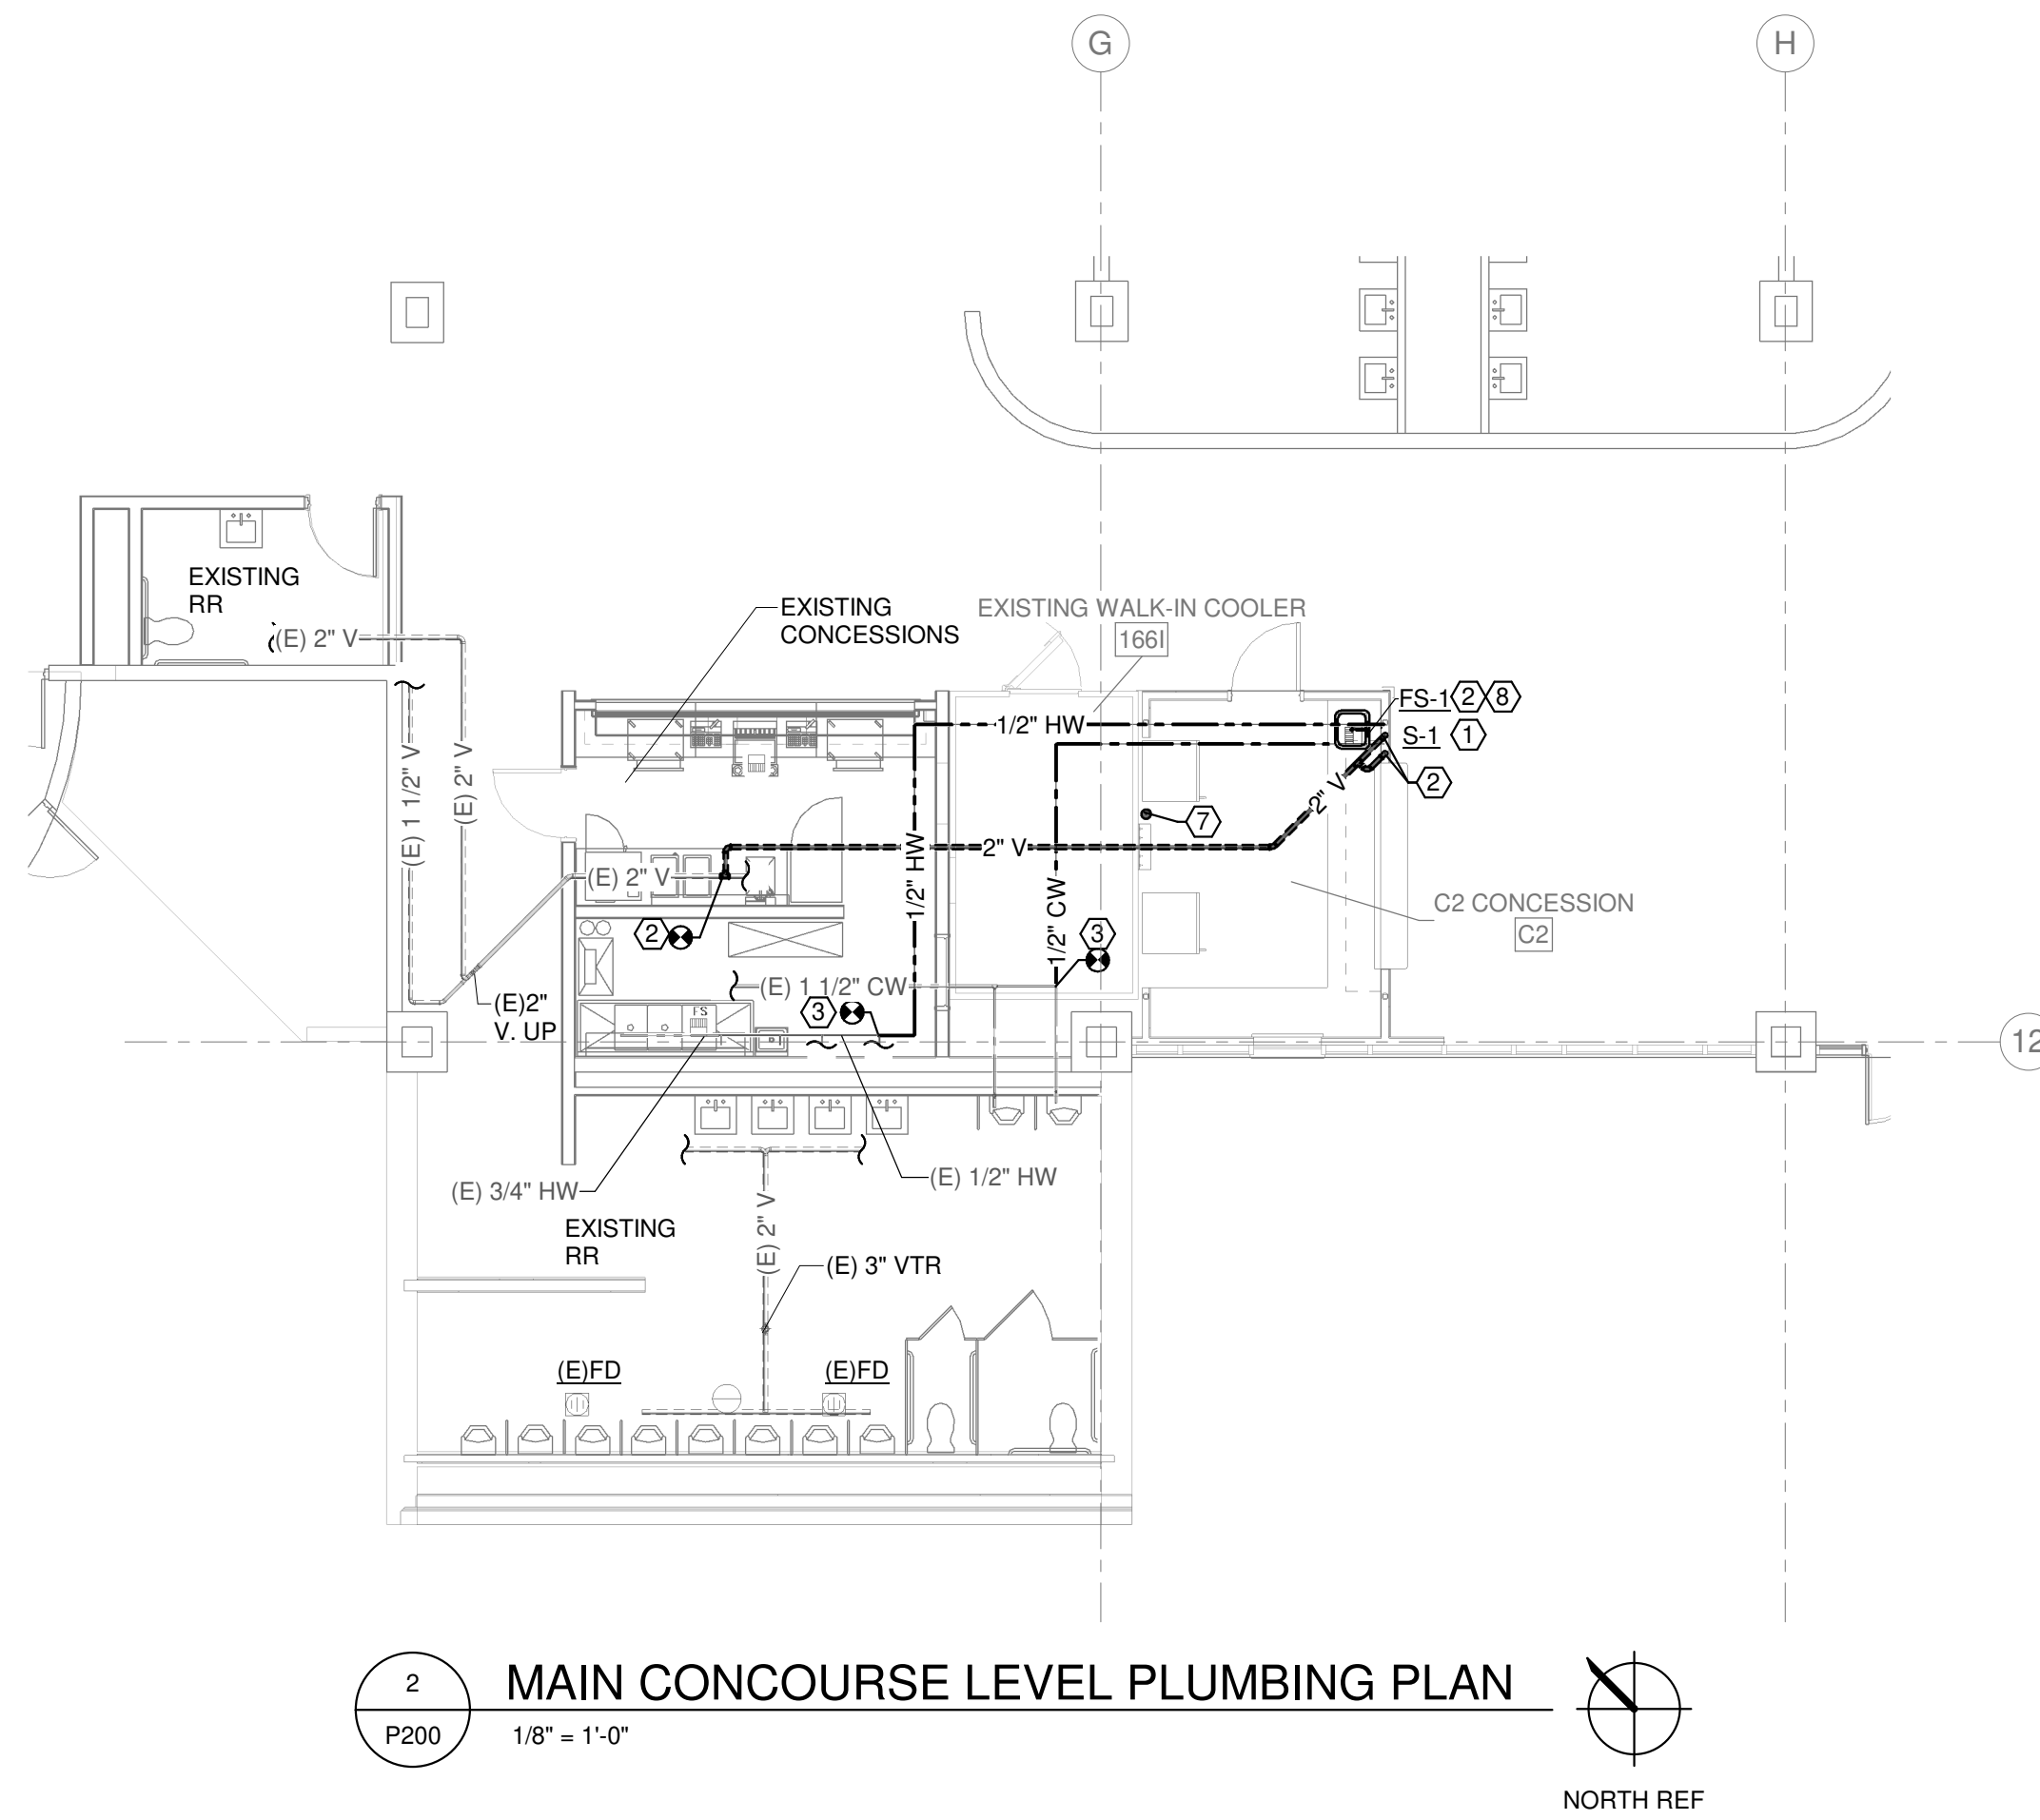 G
H
EXISTING
RR
(E) 2" V
EXISTING
CONCESSIONS
EXISTING WALK-IN COOLER
166I
1/2" HW
FS-1
2
8
S-1
1
2
2" V
(E) 1 1/2" V
(E) 2" V
7
1/2" HW
2" V
(E) 2" V
1/2" CW
C2 CONCESSION
C2
2
3
(E) 1 1/2" CW
(E)2"
V. UP
3
FS
12
(E) 3/4" HW
(E) 1/2" HW
EXISTING
RR
(E) 2" V
(E) 3" VTR
(E)FD
(E)FD
2
P200
MAIN CONCOURSE LEVEL PLUMBING PLAN
1/8" = 1'-0"
NORTH REF